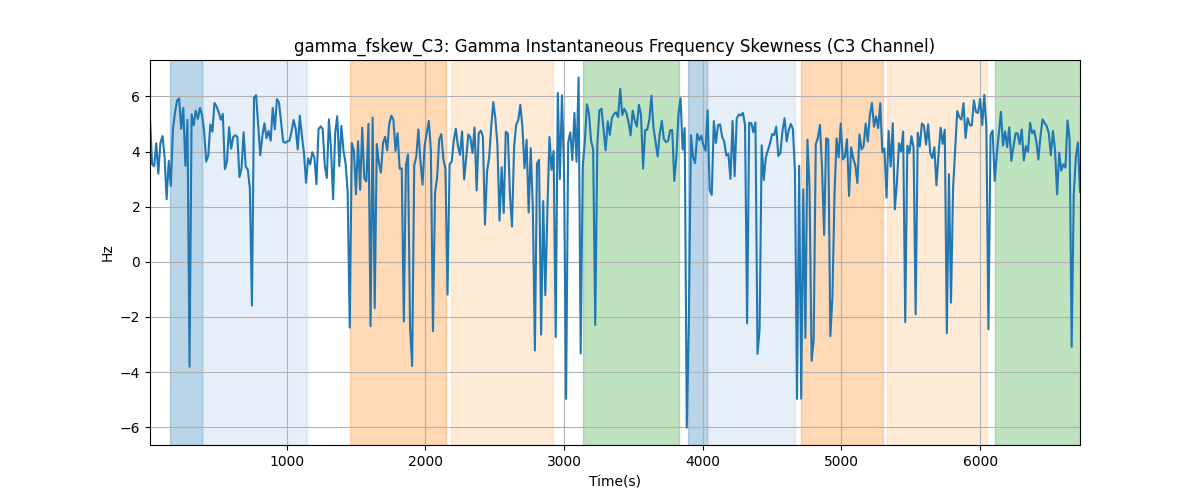 gamma_fskew_C3: Gamma Instantaneous Frequency Skewness (C3 Channel)
Hz
6
4
2
0
−2
−4
−6
1000 2000 3000 4000 5000 6000
Time(s)